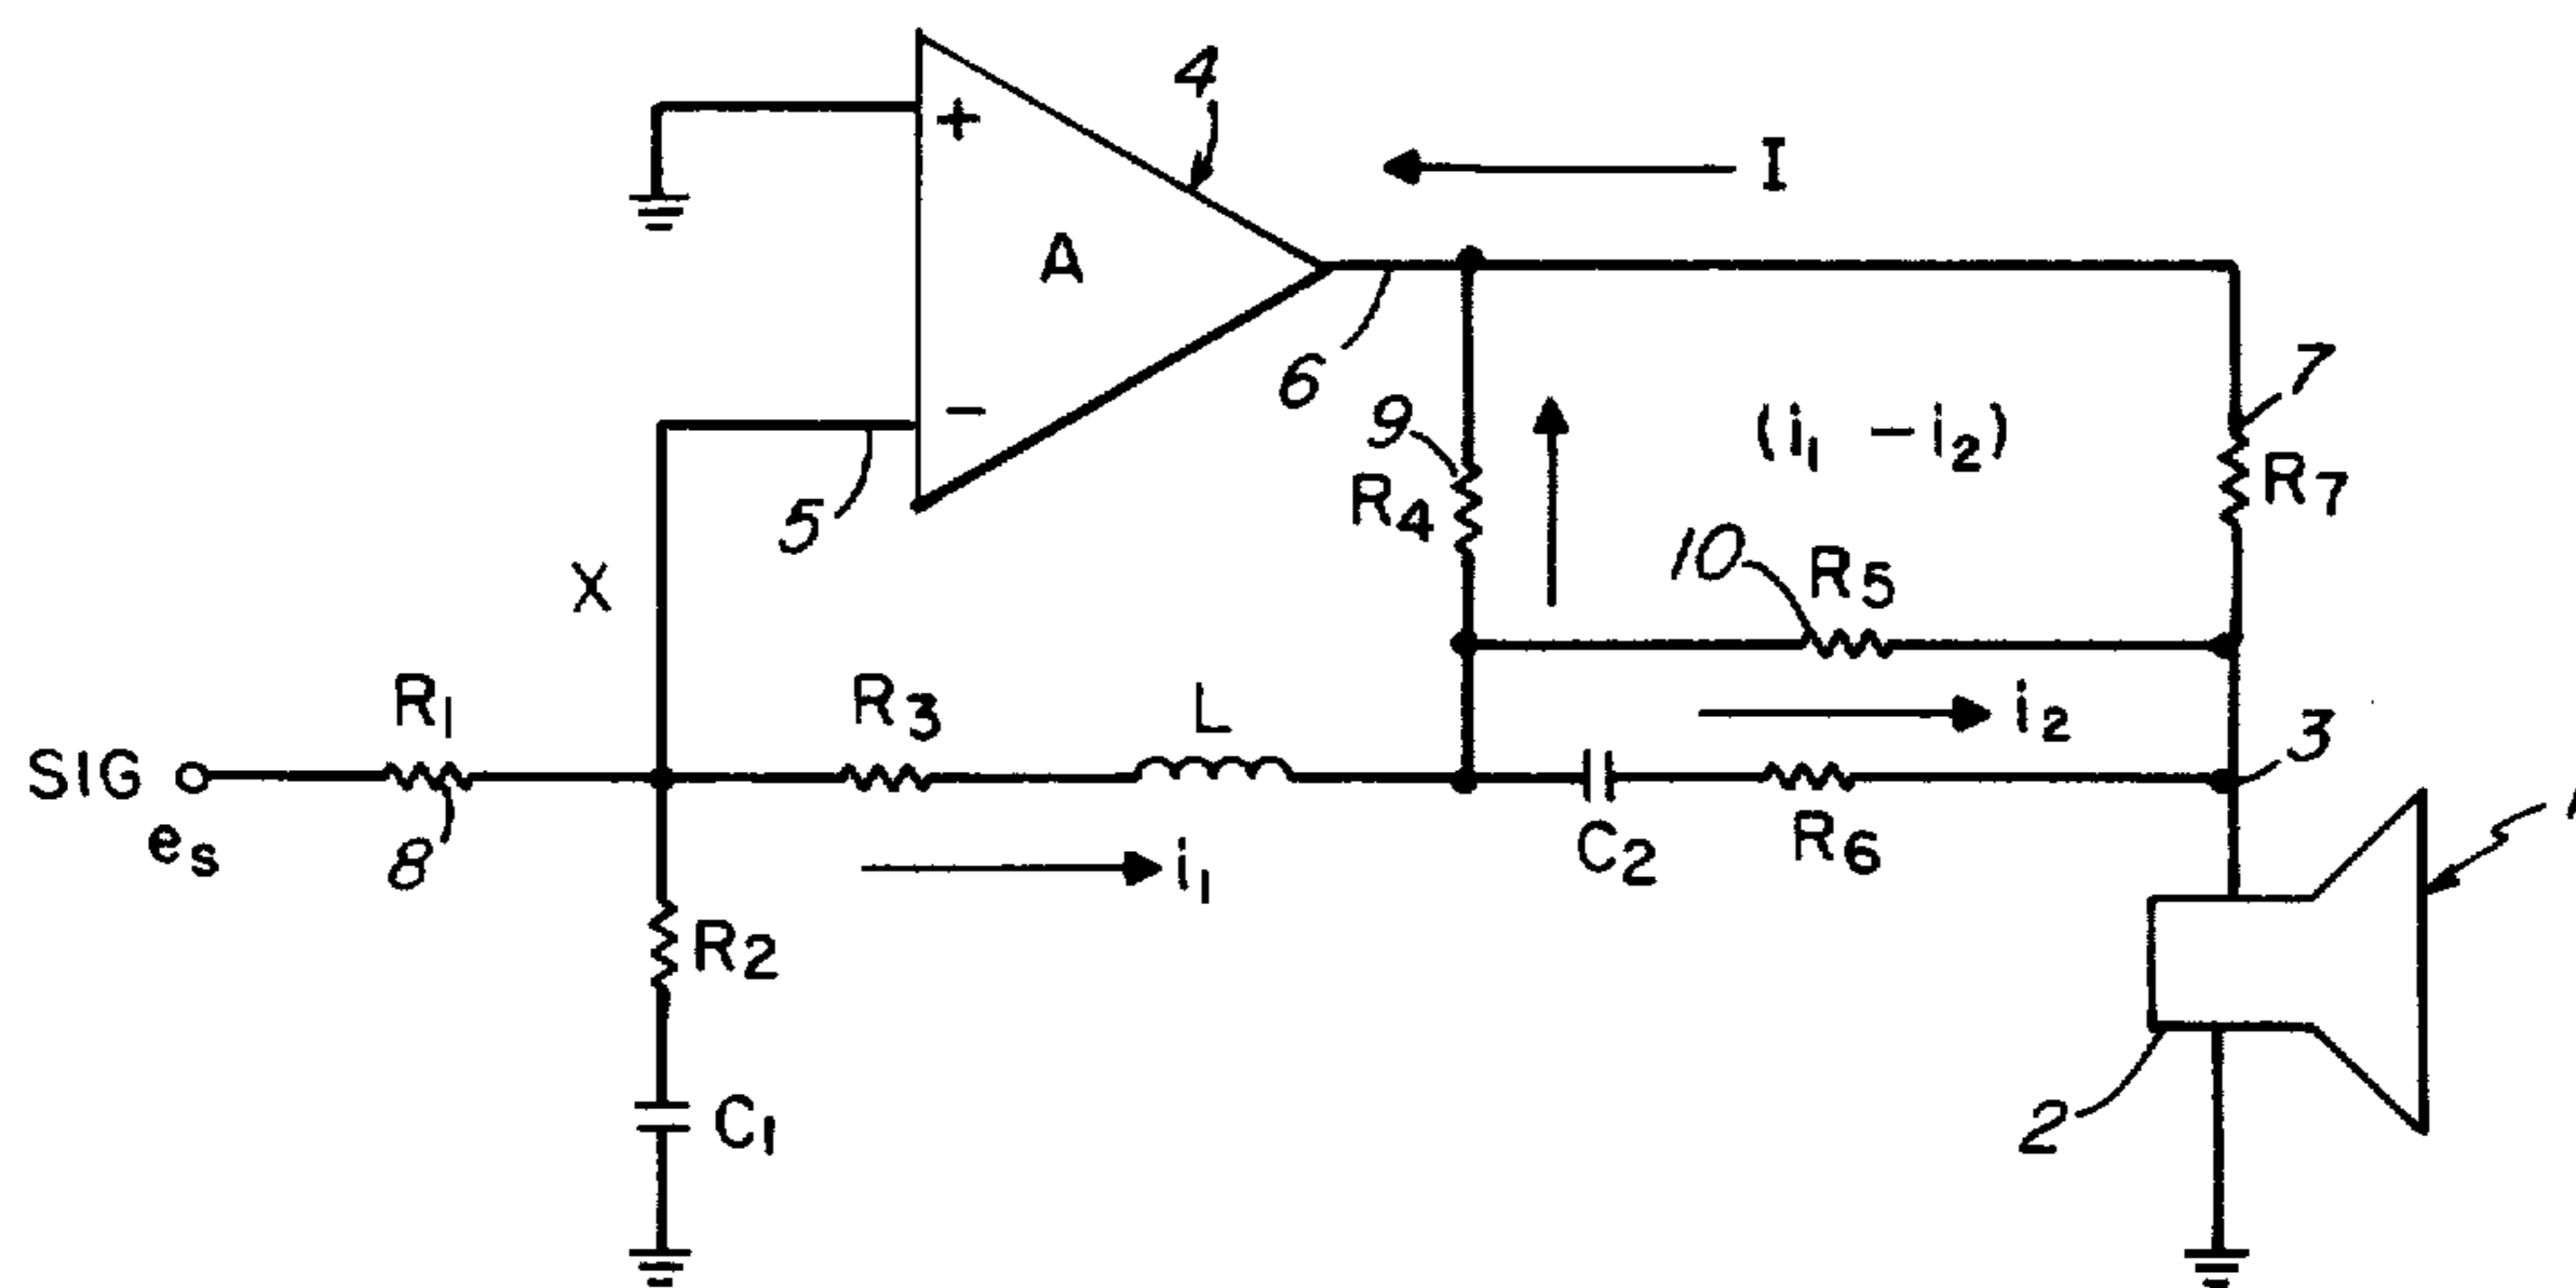 4
+
I
A
6
7
−
9
(i₁ − i₂)
R₄
R₇
5
10
R₅
X
R₁
R₃
L
i₂
3
SIG
eₛ
8
i₁
C₂
R₆
1
R₂
C₁
2